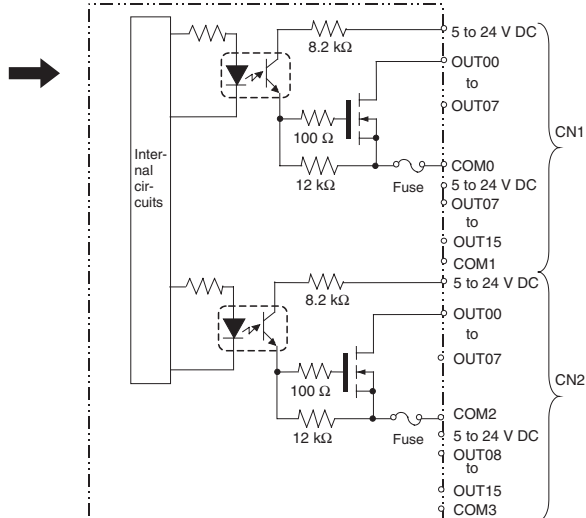 5 to 24 V DC
8.2 kΩ
OUT00
to
OUT07
100 Ω
CN1
Inter-
nal
cir-
cuits
COM0
12 kΩ
Fuse
5 to 24 V DC
OUT07
to
OUT15
COM1
5 to 24 V DC
8.2 kΩ
OUT00
to
OUT07
100 Ω
CN2
COM2
12 kΩ
Fuse
5 to 24 V DC
OUT08
to
OUT15
COM3